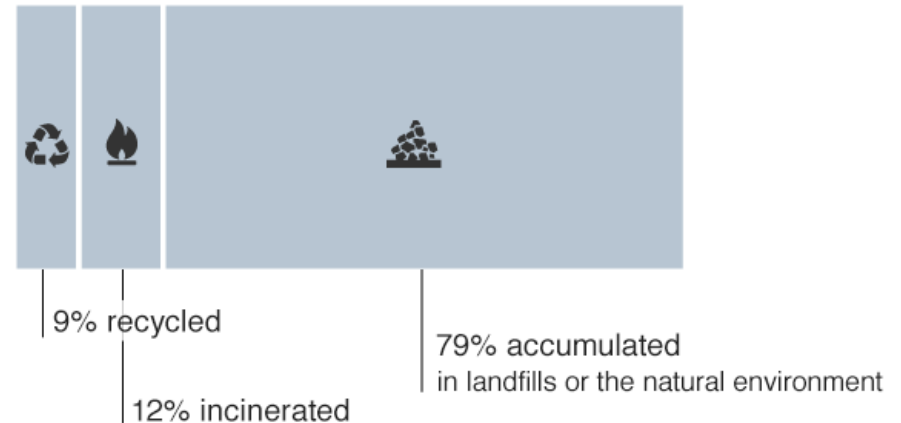 9% recycled
12% incinerated
79% accumulated
in landfills or the natural environment